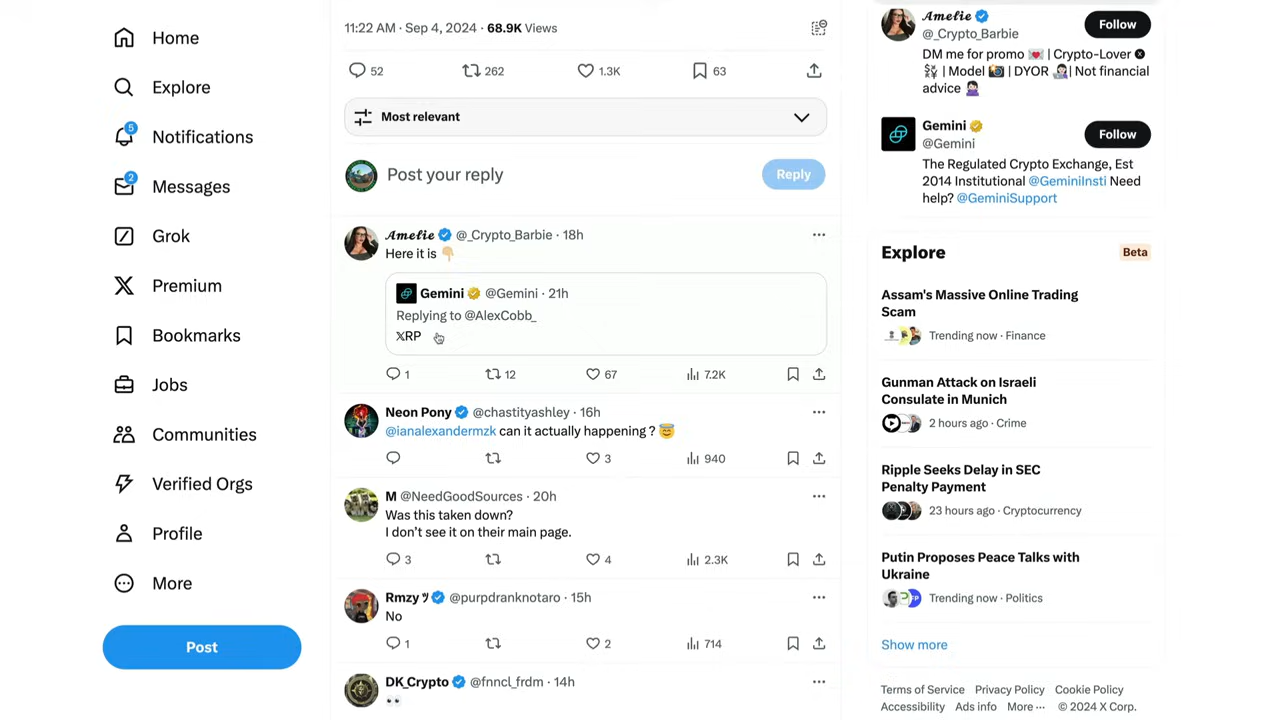 Home
Explore
5
Notifications
2
Messages
Grok
Premium
Bookmarks
Jobs
Communities
Verified Orgs
Profile
More
Post
11:22 AM · Sep 4, 2024 · 68.9K Views
52 262 1.3K 63
Most relevant
Post your reply Reply
𝓐𝓶𝓮𝓵𝓲𝓮 @_Crypto_Barbie · 18h
Here it is 👇🏼
Gemini @Gemini · 21h
Replying to @AlexCobb_
𝕏RP
1 12 67 7.2K
Neon Pony @chastityashley · 16h
@ianalexandermzk can it actually happening ? 😇
3 940
M @NeedGoodSources · 20h
Was this taken down?
I don't see it on their main page.
3 4 2.3K
Rmzy ツ @purpdranknotaro · 15h
No
1 2 714
DK_Crypto @fnncl_frdm · 14h
👀
𝓐𝓶𝓮𝓵𝓲𝓮 Follow
@_Crypto_Barbie
DM me for promo 💌 | Crypto-Lover
| Model 📸 | DYOR 👩🏻‍💻| Not financial
advice 🤷🏻‍♀️
Gemini Follow
@Gemini
The Regulated Crypto Exchange, Est
2014 Institutional @GeminiInsti Need
help? @GeminiSupport
Explore Beta
Assam's Massive Online Trading
Scam
Trending now · Finance
Gunman Attack on Israeli
Consulate in Munich
2 hours ago · Crime
Ripple Seeks Delay in SEC
Penalty Payment
23 hours ago · Cryptocurrency
Putin Proposes Peace Talks with
Ukraine
Trending now · Politics
Show more
Terms of Service Privacy Policy Cookie Policy
Accessibility Ads info More ··· © 2024 X Corp.